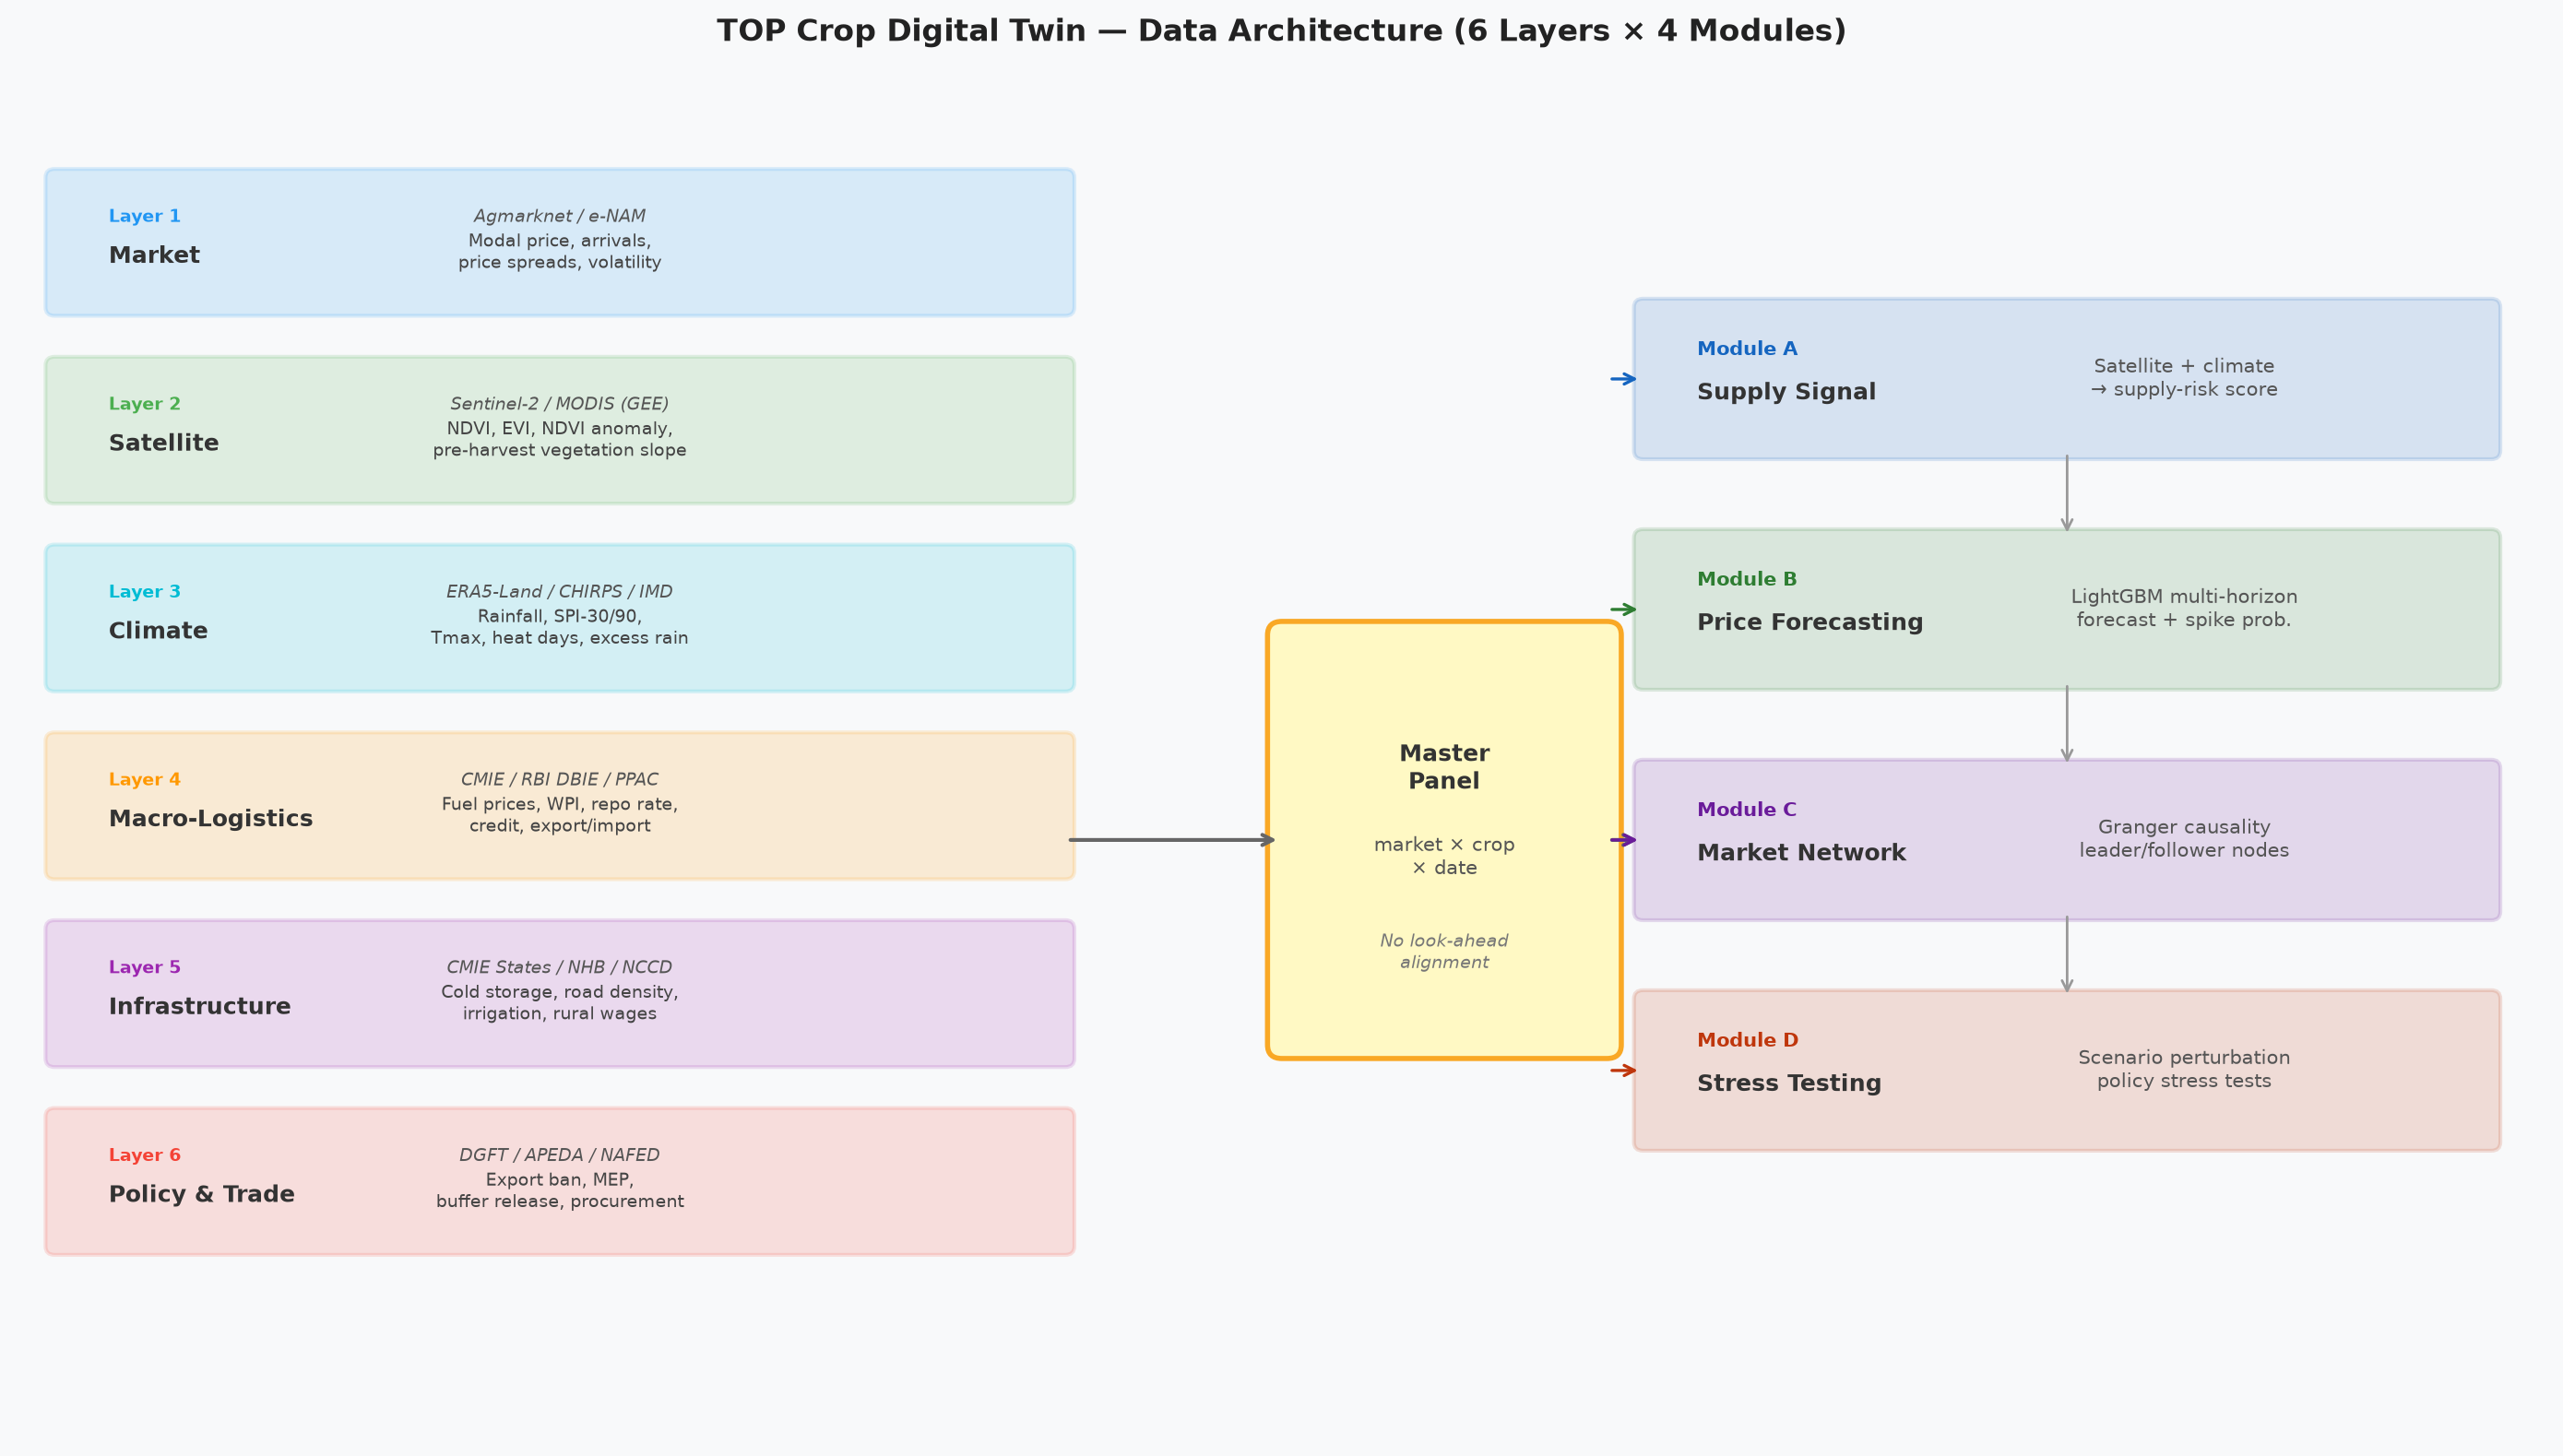 TOP Crop Digital Twin — Data Architecture (6 Layers × 4 Modules)
Layer 1
Market
Agmarknet / e-NAM
Modal price, arrivals,
price spreads, volatility
Layer 2
Satellite
Sentinel-2 / MODIS (GEE)
NDVI, EVI, NDVI anomaly,
pre-harvest vegetation slope
Layer 3
Climate
ERA5-Land / CHIRPS / IMD
Rainfall, SPI-30/90,
Tmax, heat days, excess rain
Layer 4
Macro-Logistics
CMIE / RBI DBIE / PPAC
Fuel prices, WPI, repo rate,
credit, export/import
Layer 5
Infrastructure
CMIE States / NHB / NCCD
Cold storage, road density,
irrigation, rural wages
Layer 6
Policy & Trade
DGFT / APEDA / NAFED
Export ban, MEP,
buffer release, procurement
Master
Panel
market × crop
× date
No look-ahead
alignment
Module A
Supply Signal
Satellite + climate
→ supply-risk score
Module B
Price Forecasting
LightGBM multi-horizon
forecast + spike prob.
Module C
Market Network
Granger causality
leader/follower nodes
Module D
Stress Testing
Scenario perturbation
policy stress tests